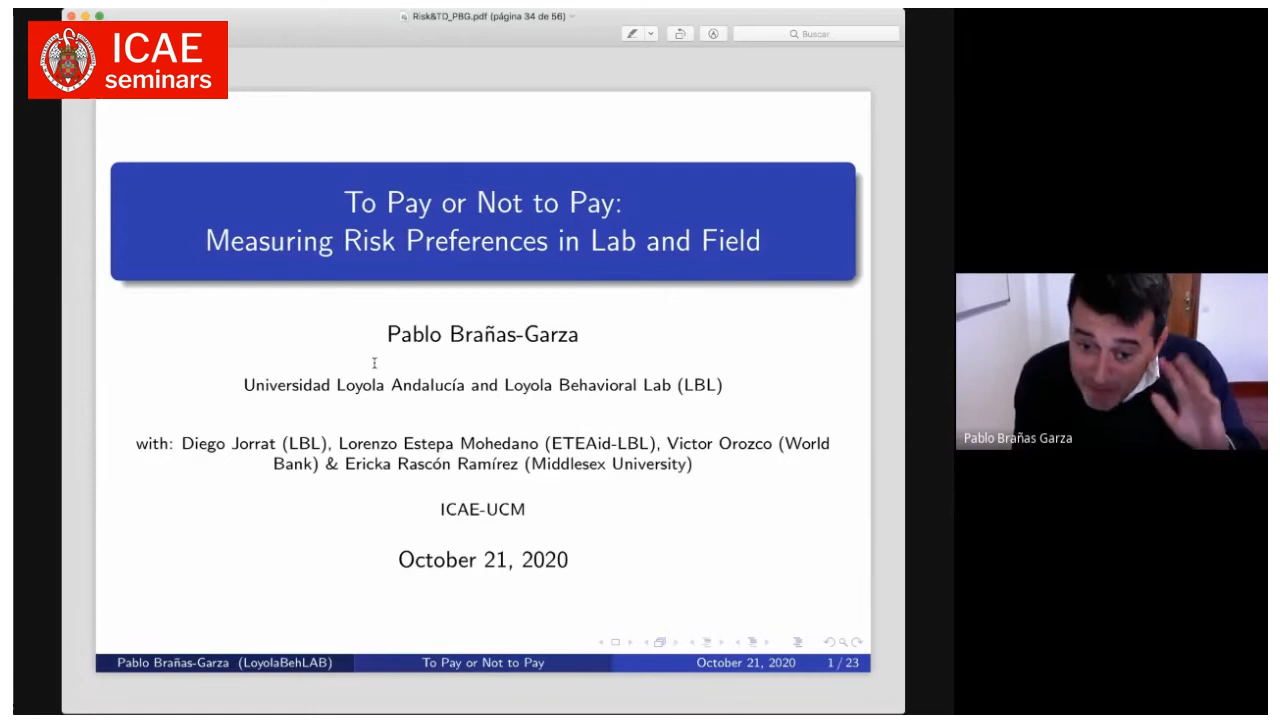 Risk&TD_PBG.pdf (página 34 de 56)
Buscar
ICAE
seminars
To Pay or Not to Pay:
Measuring Risk Preferences in Lab and Field
Pablo Brañas-Garza
Universidad Loyola Andalucía and Loyola Behavioral Lab (LBL)
with: Diego Jorrat (LBL), Lorenzo Estepa Mohedano (ETEAid-LBL), Victor Orozco (World
Bank) & Ericka Rascón Ramírez (Middlesex University)
ICAE-UCM
October 21, 2020
Pablo Brañas-Garza (LoyolaBehLAB) To Pay or Not to Pay October 21, 2020 1 / 23
Pablo Brañas Garza